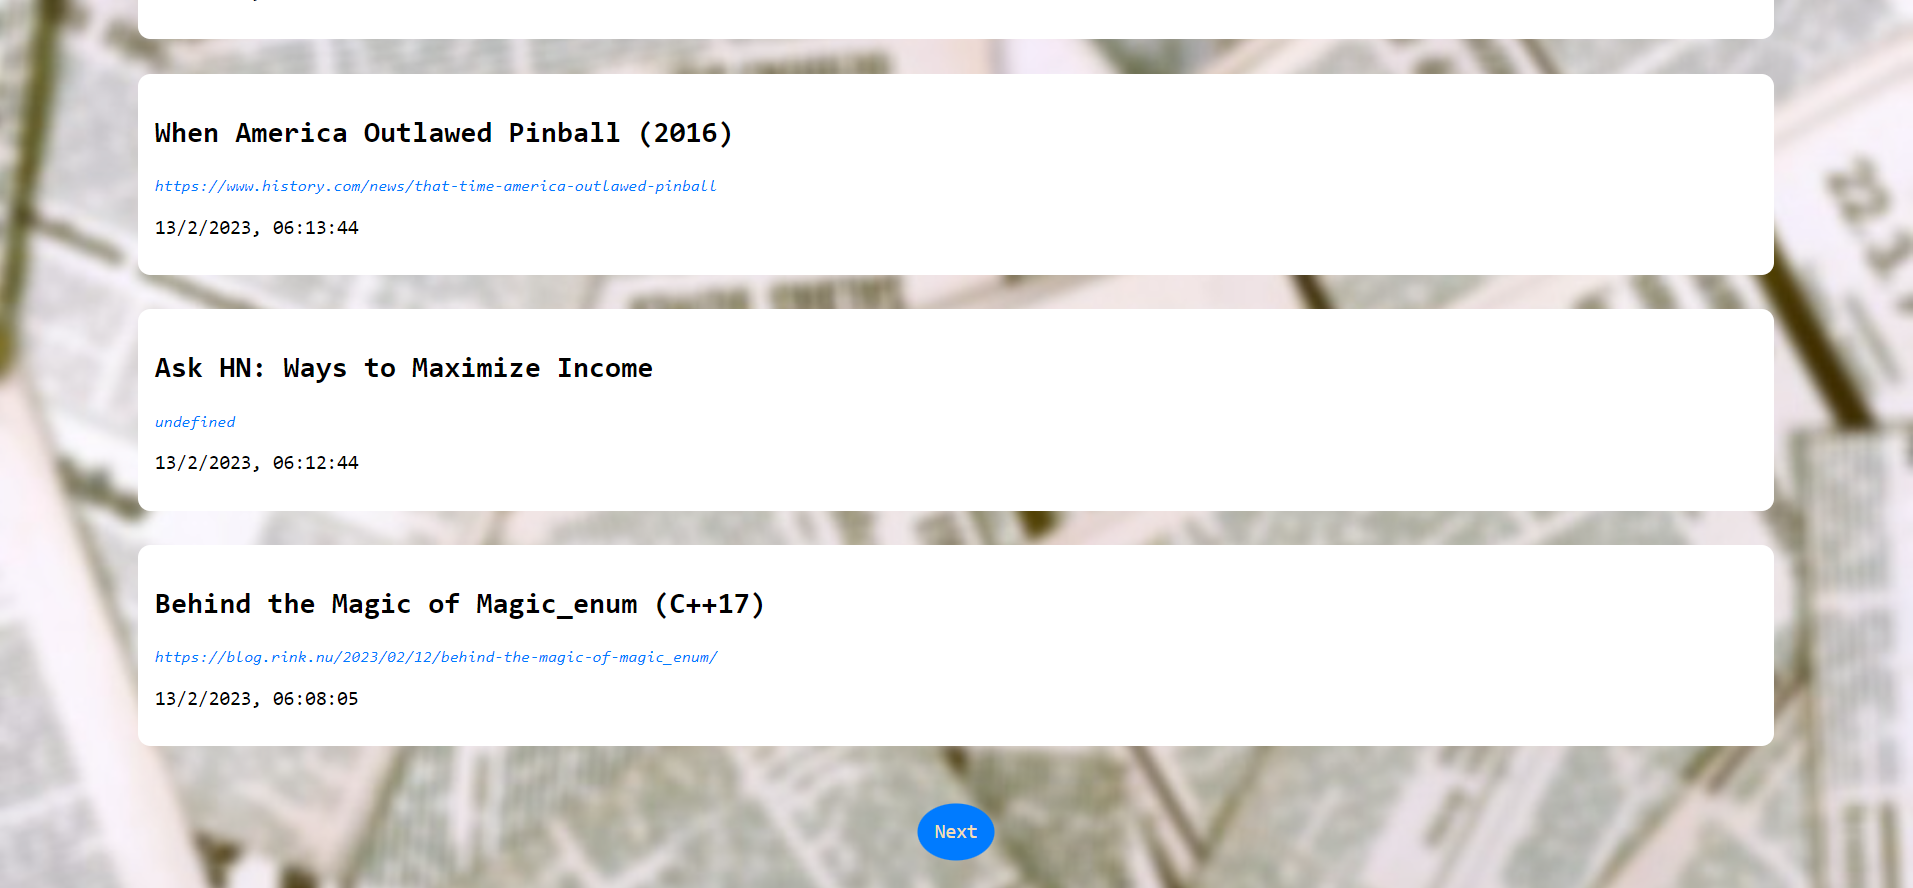 When America Outlawed Pinball (2016)
https://www.history.com/news/that-time-america-outlawed-pinball
13/2/2023, 06:13:44
Ask HN: Ways to Maximize Income
undefined
13/2/2023, 06:12:44
Behind the Magic of Magic_enum (C++17)
https://blog.rink.nu/2023/02/12/behind-the-magic-of-magic_enum/
13/2/2023, 06:08:05
Next